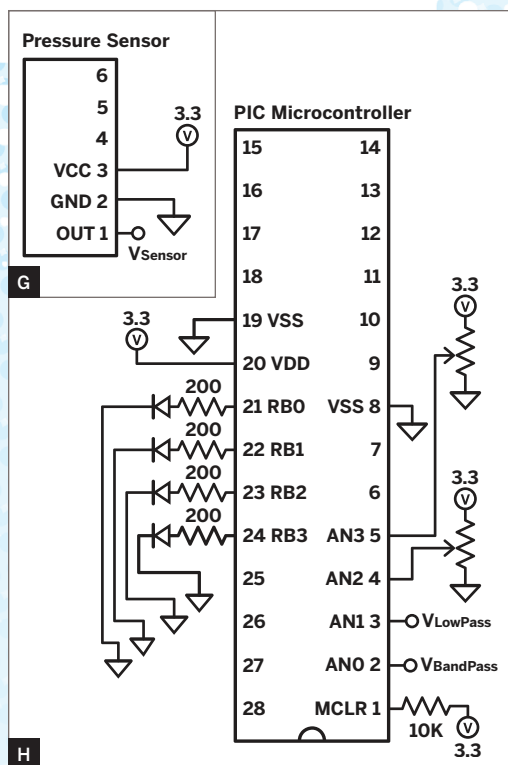 Pressure Sensor
6
5
4
VCC 3
GND 2
OUT 1
3.3
V
VSensor
G
PIC Microcontroller
15 14
16 13
17 12
18 11
19 VSS 10
20 VDD 9
21 RB0 VSS 8
22 RB1 7
23 RB2 6
24 RB3 AN3 5
25 AN2 4
26 AN1 3
27 AN0 2
28 MCLR 1
3.3
V
200
200
200
200
3.3
V
3.3
V
VLowPass
VBandPass
10K
V
3.3
H